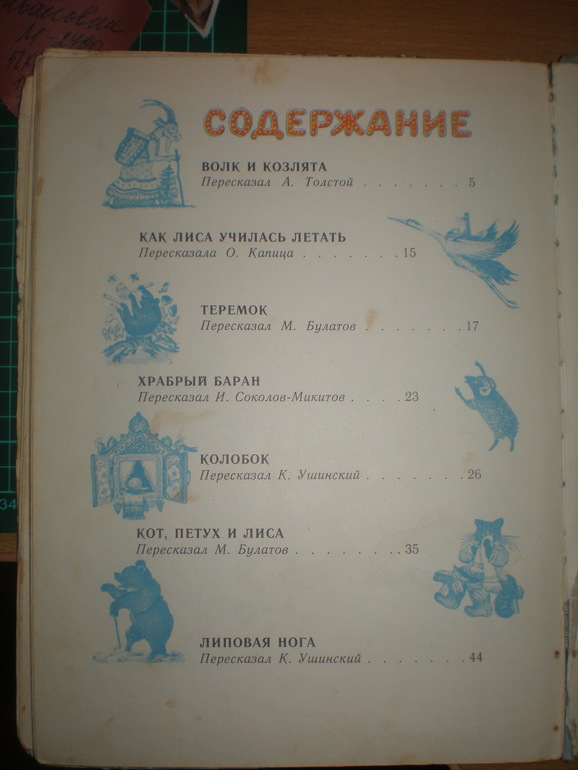 М-2400
СОДЕРЖАНИЕ
ВОЛК И КОЗЛЯТА
Пересказал А. Толстой . . . . . . . 5
КАК ЛИСА УЧИЛАСЬ ЛЕТАТЬ
Пересказала О. Капица . . . . . . . 15
ТЕРЕМОК
Пересказал М. Булатов . . . . . . . 17
ХРАБРЫЙ БАРАН
Пересказал И. Соколов-Микитов . . . . 23
КОЛОБОК
Пересказал К. Ушинский . . . . . . . 26
34
КОТ, ПЕТУХ И ЛИСА
Пересказал М. Булатов . . . . . . . . 35
ЛИПОВАЯ НОГА
Пересказал К. Ушинский . . . . . . . 44